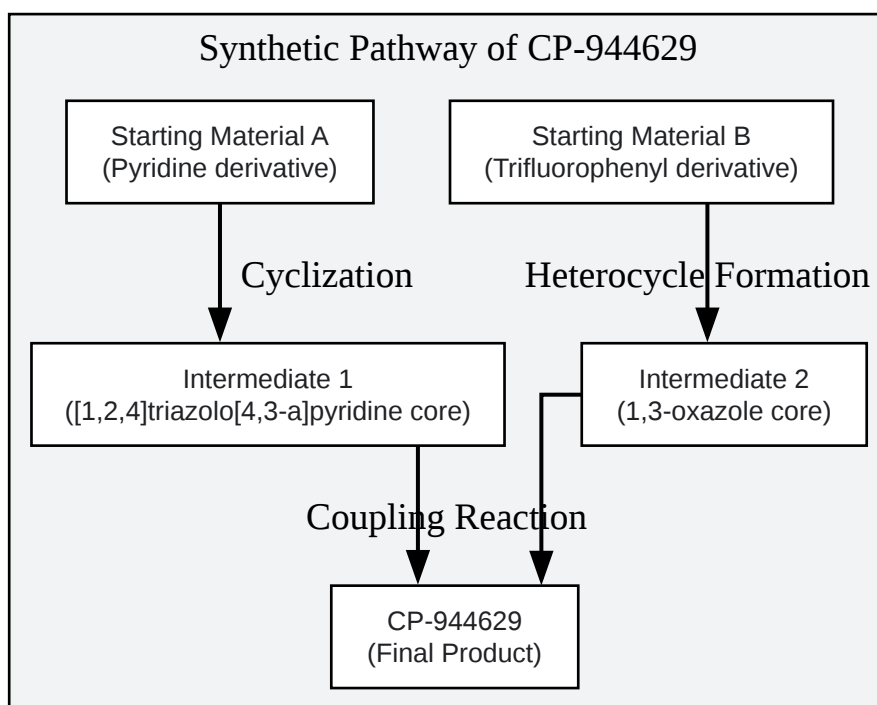 Synthetic Pathway of CP-944629
Starting Material A
(Pyridine derivative)
Starting Material B
(Trifluorophenyl derivative)
Cyclization
Heterocycle Formation
Intermediate 1
([1,2,4]triazolo[4,3-a]pyridine core)
Intermediate 2
(1,3-oxazole core)
Coupling Reaction
CP-944629
(Final Product)